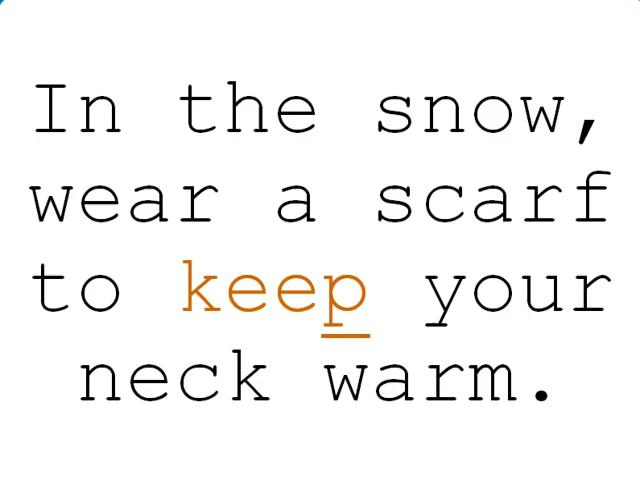 In the snow,
wear a scarf
to keep your
neck warm.